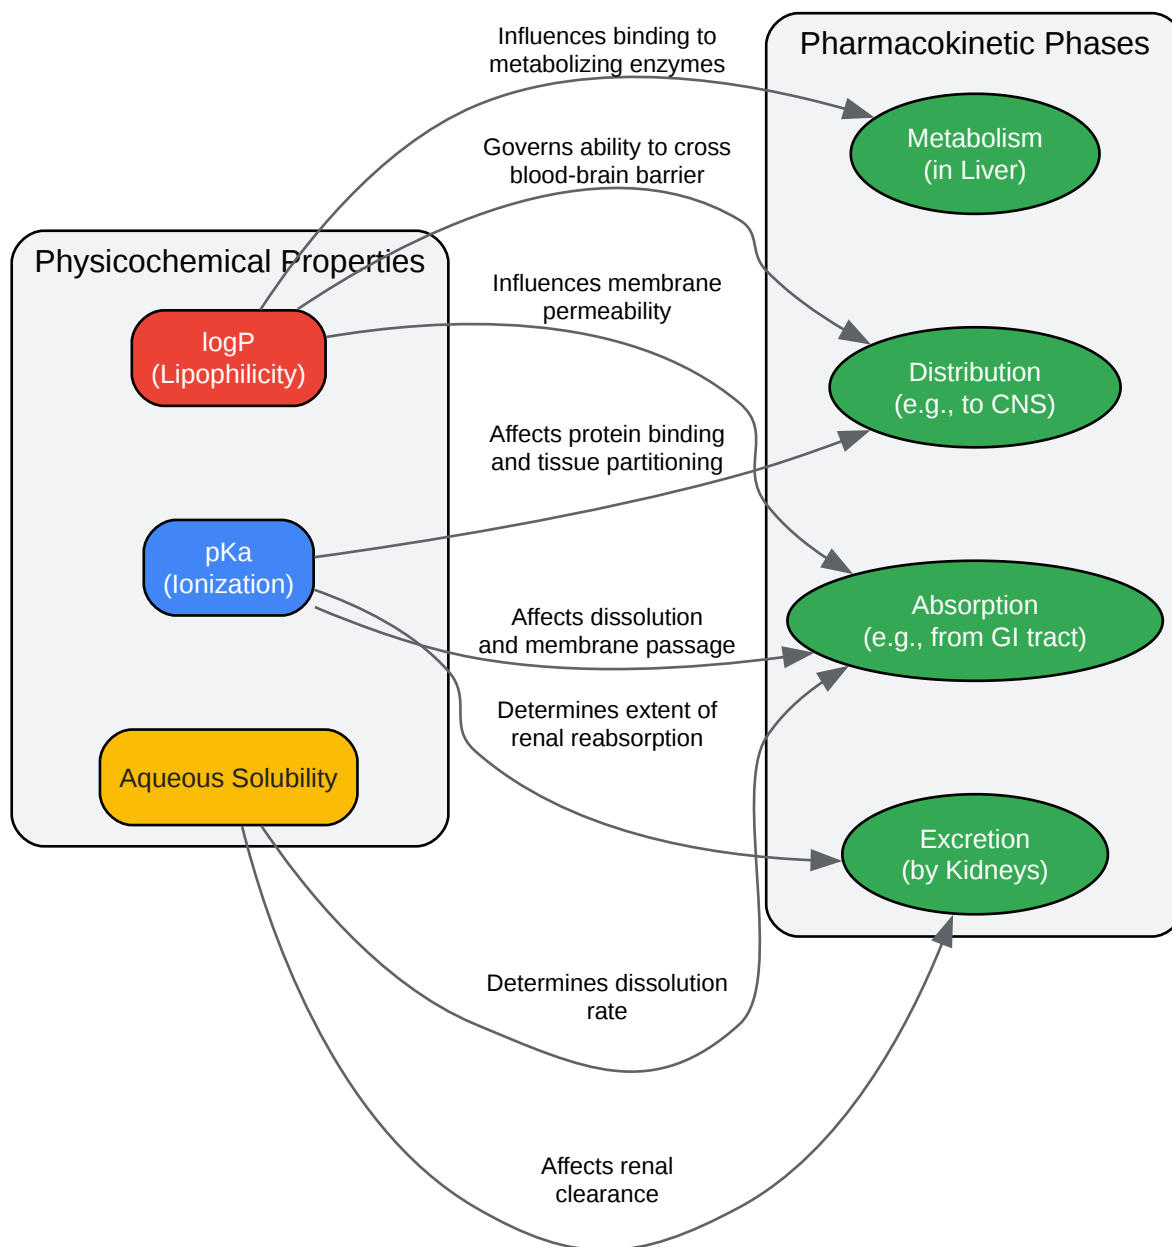 Influences binding to
metabolizing enzymes
Pharmacokinetic Phases
Metabolism
(in Liver)
Governs ability to cross
blood-brain barrier
Physicochemical Properties
logP
(Lipophilicity)
Influences membrane
permeability
Distribution
(e.g., to CNS)
Affects protein binding
and tissue partitioning
pKa
(Ionization)
Affects dissolution
and membrane passage
Absorption
(e.g., from GI tract)
Determines extent of
renal reabsorption
Aqueous Solubility
Excretion
(by Kidneys)
Determines dissolution
rate
Affects renal
clearance